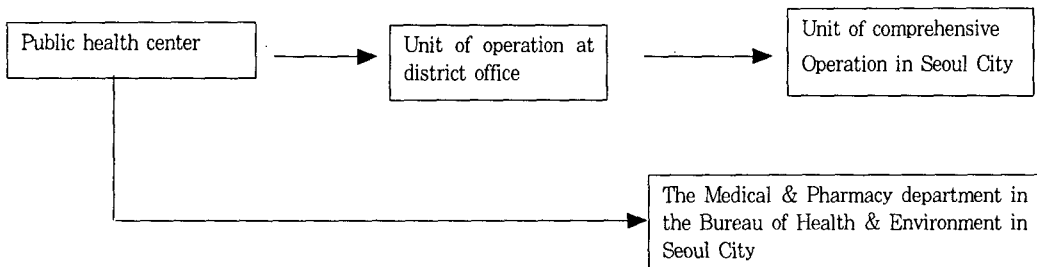 Public health center
Unit of operation at
district office
Unit of comprehensive
Operation in Seoul City
The Medical & Pharmacy department in
the Bureau of Health & Environment in
Seoul City